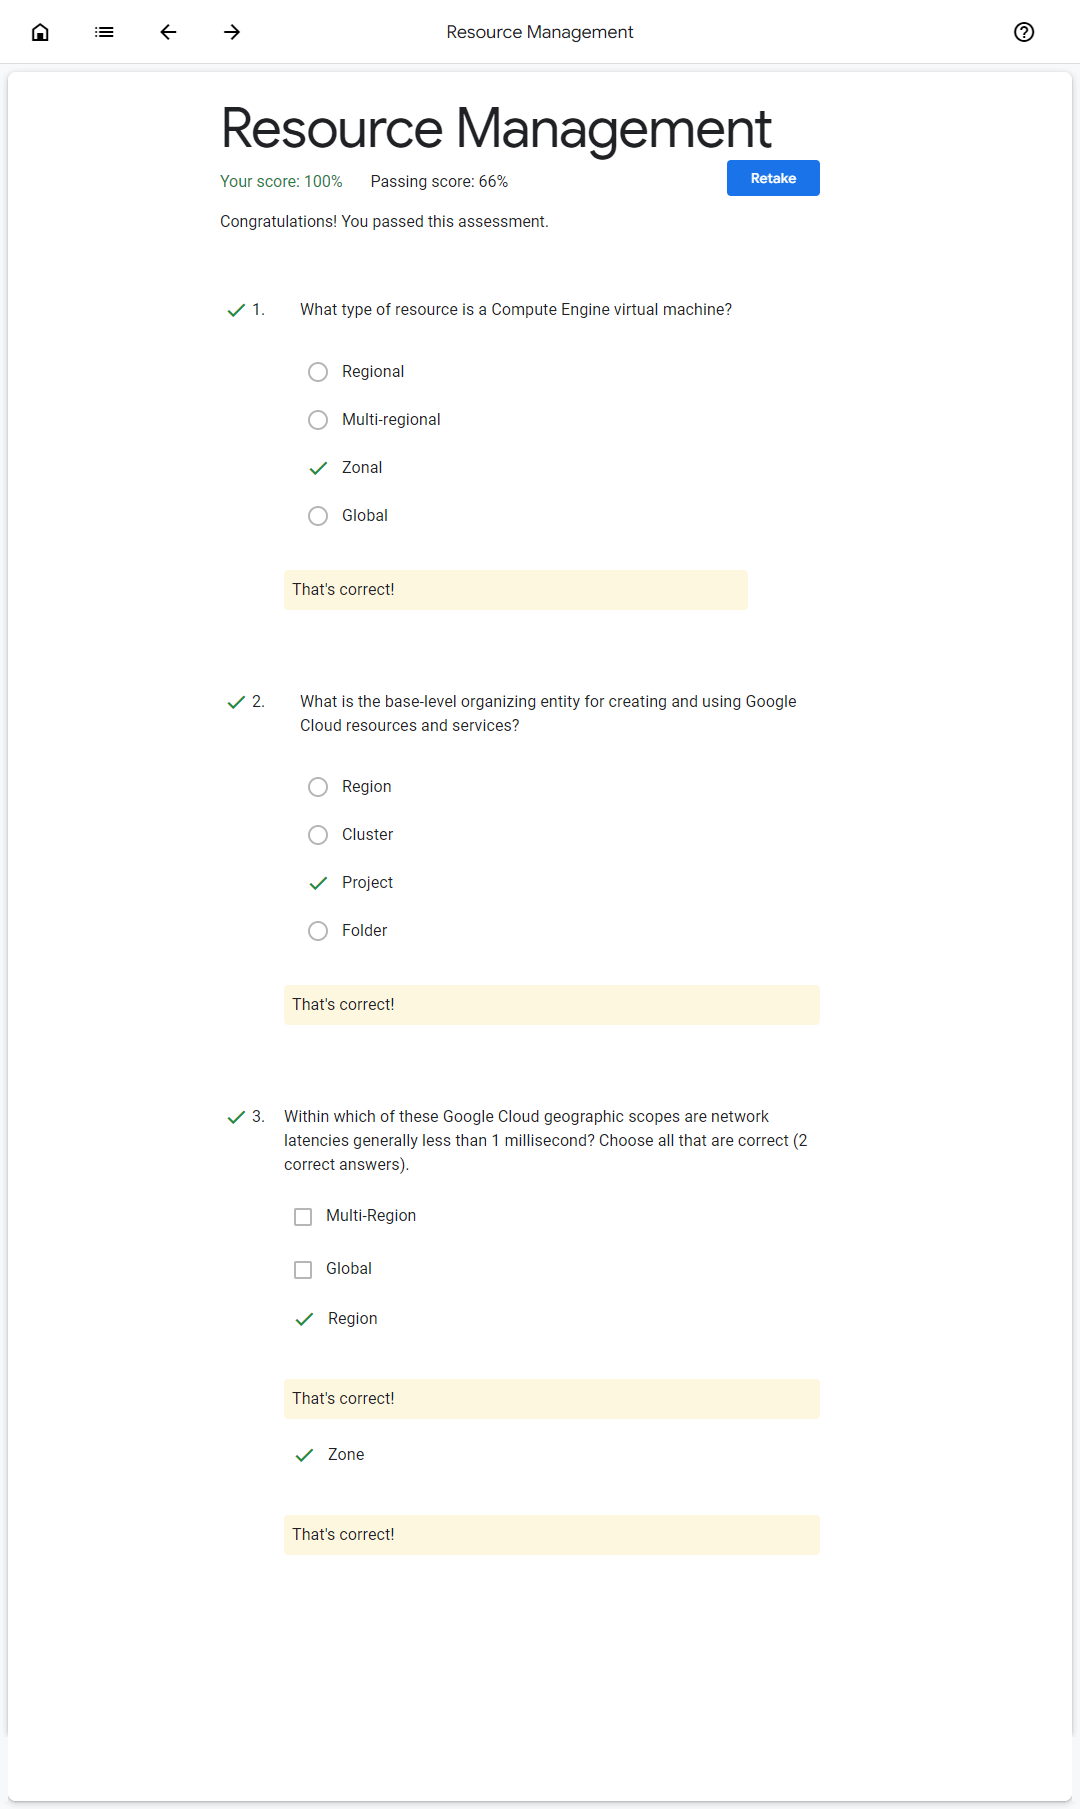 Resource Management
Resource Management
Your score: 100% Passing score: 66%
Retake
Congratulations! You passed this assessment.
1. What type of resource is a Compute Engine virtual machine?
Regional
Multi-regional
Zonal
Global
That's correct!
2. What is the base-level organizing entity for creating and using Google
Cloud resources and services?
Region
Cluster
Project
Folder
That's correct!
3. Within which of these Google Cloud geographic scopes are network
latencies generally less than 1 millisecond? Choose all that are correct (2
correct answers).
Multi-Region
Global
Region
That's correct!
Zone
That's correct!